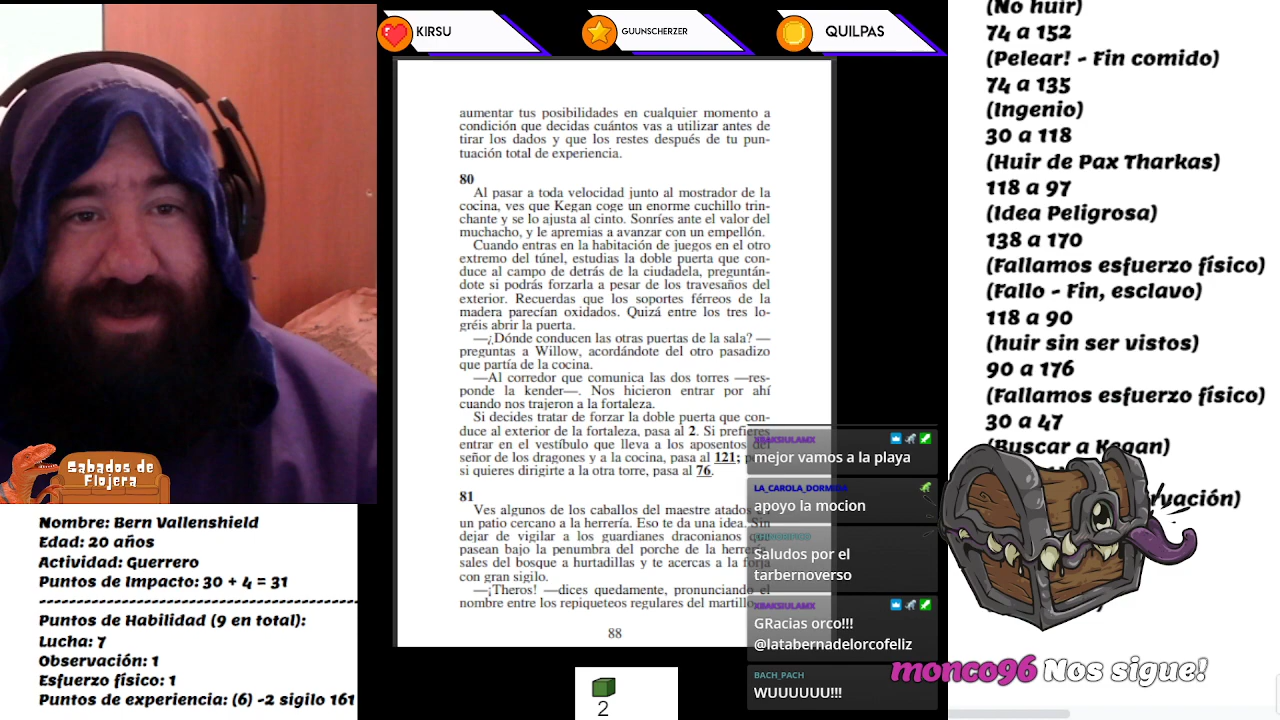 KIRSU
GUUNSCHERZER
QUILPAS
aumentar tus posibilidades en cualquier momento a
condición que decidas cuántos vas a utilizar antes de
tirar los dados y que los restes después de tu pun-
tuación total de experiencia.
80
Al pasar a toda velocidad junto al mostrador de la
cocina, ves que Kegan coge un enorme cuchillo trin-
chante y se lo ajusta al cinto. Sonríes ante el valor del
muchacho, y le apremias a avanzar con un empellón.
Cuando entras en la habitación de juegos en el otro
extremo del túnel, estudias la doble puerta que con-
duce al campo de detrás de la ciudadela, preguntán-
dote si podrás forzarla a pesar de los travesaños del
exterior. Recuerdas que los soportes férreos de la
madera parecían oxidados. Quizá entre los tres lo-
gréis abrir la puerta.
—¿Dónde conducen las otras puertas de la sala? —
preguntas a Willow, acordándote del otro pasadizo
que partía de la cocina.
—Al corredor que comunica las dos torres —res-
ponde la kender—. Nos hicieron entrar por ahí
cuando nos trajeron a la fortaleza.
Si decides tratar de forzar la doble puerta que con-
duce al exterior de la fortaleza, pasa al 2. Si prefieres
entrar en el vestíbulo que lleva a los aposentos del
señor de los dragones y a la cocina, pasa al 121;
si quieres dirigirte a la otra torre, pasa al 76.
81
Ves algunos de los caballos del maestre atados
un patio cercano a la herrería. Eso te da una idea. Sin
dejar de vigilar a los guardianes draconianos
pasean bajo la penumbra del porche de la
sales del bosque a hurtadillas y te acercas a la forja
con gran sigilo.
—¡Theros! —dices quedamente, pronunciando el
nombre entre los repiqueteos regulares del martillo
88
2
XBAKSIULAMX
mejor vamos a la playa
LA_CAROLA_DORMIDA
apoyo la mocion
Saludos por el
tarbernoverso
XBAKSIULAMX
GRacias orco!!!
@latabernadelorcofeliz
BACH_PACH
WUUUUUU!!!
(No huir)
74 a 152
(Pelear! - Fin comido)
74 a 135
(Ingenio)
30 a 118
(Huir de Pax Tharkas)
118 a 97
(Idea Peligrosa)
138 a 170
(Fallamos esfuerzo físico)
(Fallo - Fin, esclavo)
118 a 90
(huir sin ser vistos)
90 a 176
(Fallamos esfuerzo físico)
30 a 47
(Buscar a Kegan)
monco96 Nos sigue!
Sabados de
Flojera
Nombre: Bern Vallenshield
Edad: 20 años
Actividad: Guerrero
Puntos de Impacto: 30 + 4 = 31
Puntos de Habilidad (9 en total):
Lucha: 7
Observación: 1
Esfuerzo físico: 1
Puntos de experiencia: (6) -2 sigilo 161